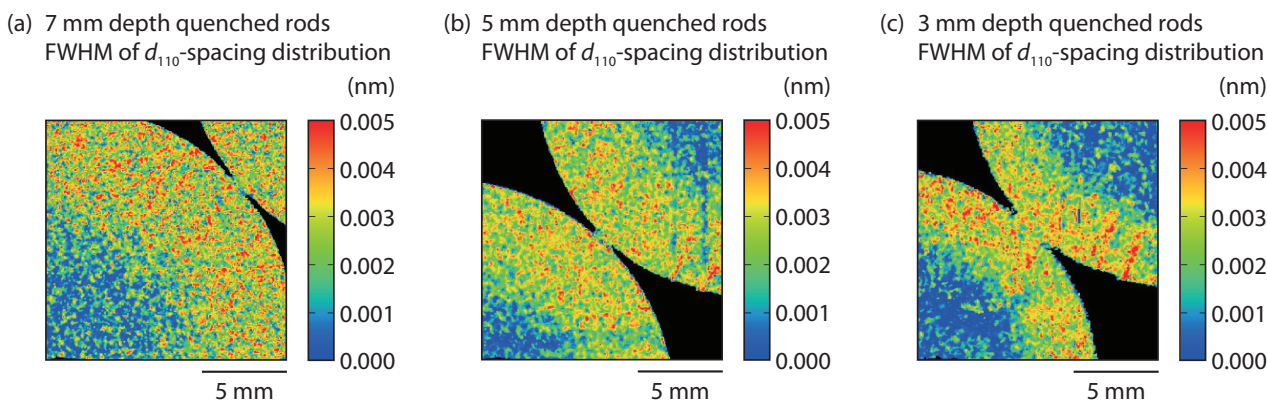 (a) 7 mm depth quenched rods
FWHM of d₁₁₀-spacing distribution
(nm)
0.005
0.004
0.003
0.002
0.001
0.000
5 mm
(b) 5 mm depth quenched rods
FWHM of d₁₁₀-spacing distribution
(nm)
0.005
0.004
0.003
0.002
0.001
0.000
5 mm
(c) 3 mm depth quenched rods
FWHM of d₁₁₀-spacing distribution
(nm)
0.005
0.004
0.003
0.002
0.001
0.000
5 mm